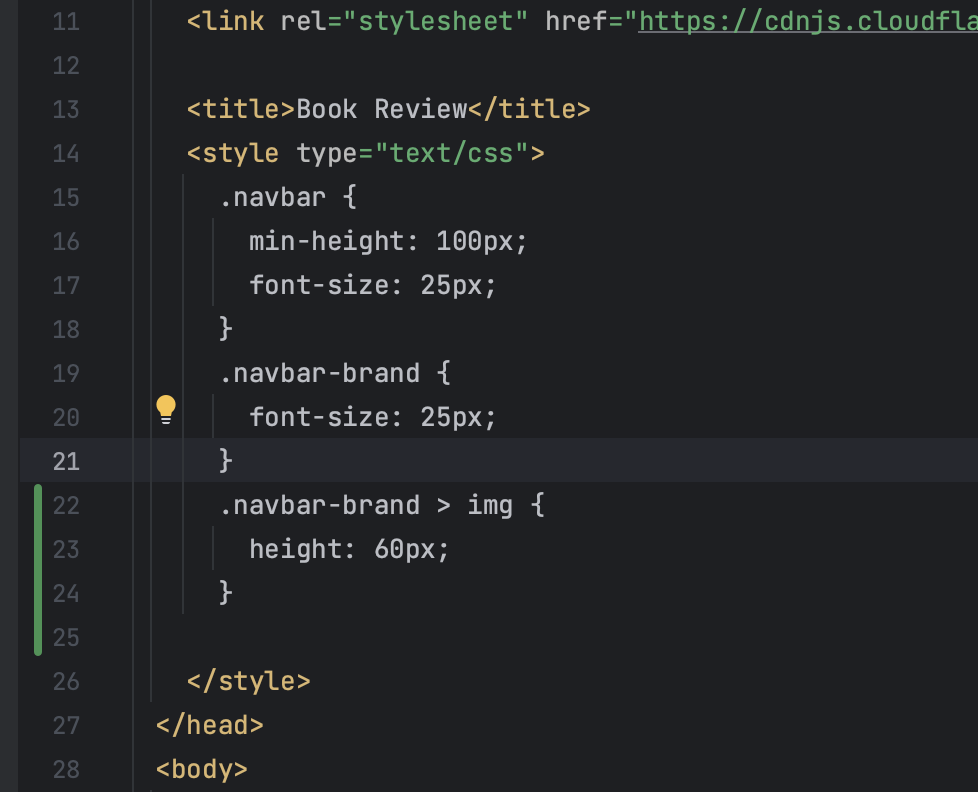 11 <link rel="stylesheet" href="https://cdnjs.cloudfla
12
13 <title>Book Review</title>
14 <style type="text/css">
15 .navbar {
16 min-height: 100px;
17 font-size: 25px;
18 }
19 .navbar-brand {
20 font-size: 25px;
21 }
22 .navbar-brand > img {
23 height: 60px;
24 }
25
26 </style>
27 </head>
28 <body>